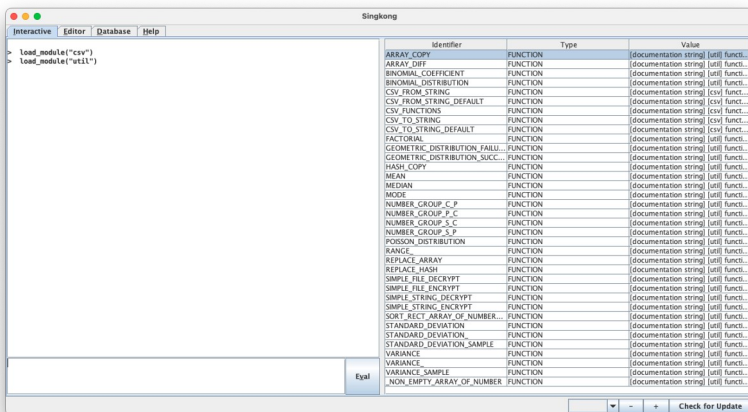 Singkong
Interactive Editor Database Help
> load_module("csv")
> load_module("util")
Identifier Type Value
ARRAY_COPY FUNCTION [documentation string] [util] functi...
ARRAY_DIFF FUNCTION [documentation string] [util] functi...
BINOMIAL_COEFFICIENT FUNCTION [documentation string] [util] functi...
BINOMIAL_DISTRIBUTION FUNCTION [documentation string] [util] functi...
CSV_FROM_STRING FUNCTION [documentation string] [csv] funct...
CSV_FROM_STRING_DEFAULT FUNCTION [documentation string] [csv] funct...
CSV_FUNCTIONS FUNCTION [documentation string] [csv] funct...
CSV_TO_STRING FUNCTION [documentation string] [csv] funct...
CSV_TO_STRING_DEFAULT FUNCTION [documentation string] [csv] funct...
FACTORIAL FUNCTION [documentation string] [util] functi...
GEOMETRIC_DISTRIBUTION_FAILU... FUNCTION [documentation string] [util] functi...
GEOMETRIC_DISTRIBUTION_SUCC... FUNCTION [documentation string] [util] functi...
HASH_COPY FUNCTION [documentation string] [util] functi...
MEAN FUNCTION [documentation string] [util] functi...
MEDIAN FUNCTION [documentation string] [util] functi...
MODE FUNCTION [documentation string] [util] functi...
NUMBER_GROUP_C_P FUNCTION [documentation string] [util] functi...
NUMBER_GROUP_P_C FUNCTION [documentation string] [util] functi...
NUMBER_GROUP_S_C FUNCTION [documentation string] [util] functi...
NUMBER_GROUP_S_P FUNCTION [documentation string] [util] functi...
POISSON_DISTRIBUTION FUNCTION [documentation string] [util] functi...
RANGE_ FUNCTION [documentation string] [util] functi...
REPLACE_ARRAY FUNCTION [documentation string] [util] functi...
REPLACE_HASH FUNCTION [documentation string] [util] functi...
SIMPLE_FILE_DECRYPT FUNCTION [documentation string] [util] functi...
SIMPLE_FILE_ENCRYPT FUNCTION [documentation string] [util] functi...
SIMPLE_STRING_DECRYPT FUNCTION [documentation string] [util] functi...
SIMPLE_STRING_ENCRYPT FUNCTION [documentation string] [util] functi...
SORT_RECT_ARRAY_OF_NUMBER... FUNCTION [documentation string] [util] functi...
STANDARD_DEVIATION FUNCTION [documentation string] [util] functi...
STANDARD_DEVIATION_ FUNCTION [documentation string] [util] functi...
STANDARD_DEVIATION_SAMPLE FUNCTION [documentation string] [util] functi...
VARIANCE FUNCTION [documentation string] [util] functi...
VARIANCE_ FUNCTION [documentation string] [util] functi...
VARIANCE_SAMPLE FUNCTION [documentation string] [util] functi...
_NON_EMPTY_ARRAY_OF_NUMBER FUNCTION [documentation string] [util] functi...
Eval
- + Check for Update